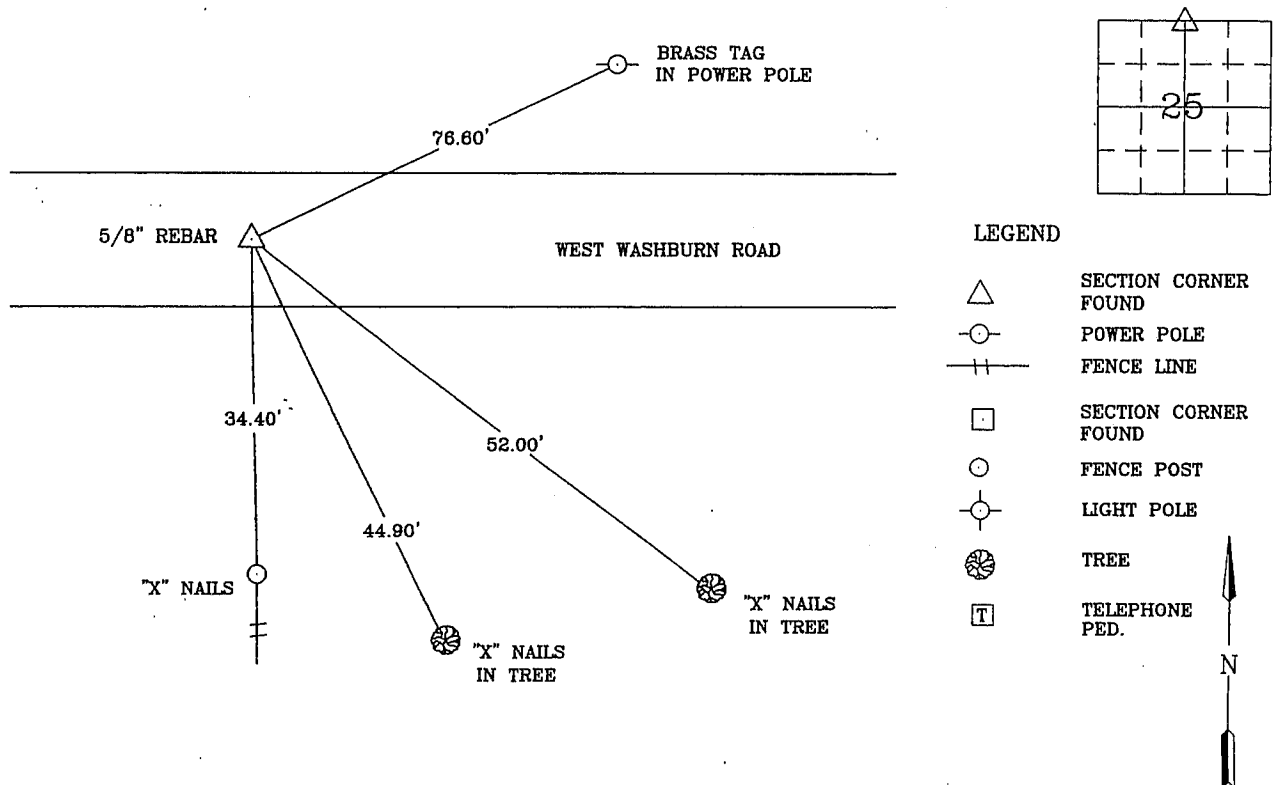 BRASS TAG
IN POWER POLE
76.60'
5/8" REBAR
WEST WASHBURN ROAD
34.40'
52.00'
44.90'
"X" NAILS
"X" NAILS
IN TREE
"X" NAILS
IN TREE
25
LEGEND
SECTION CORNER
FOUND
POWER POLE
FENCE LINE
SECTION CORNER
FOUND
FENCE POST
LIGHT POLE
TREE
T
TELEPHONE
PED.
N